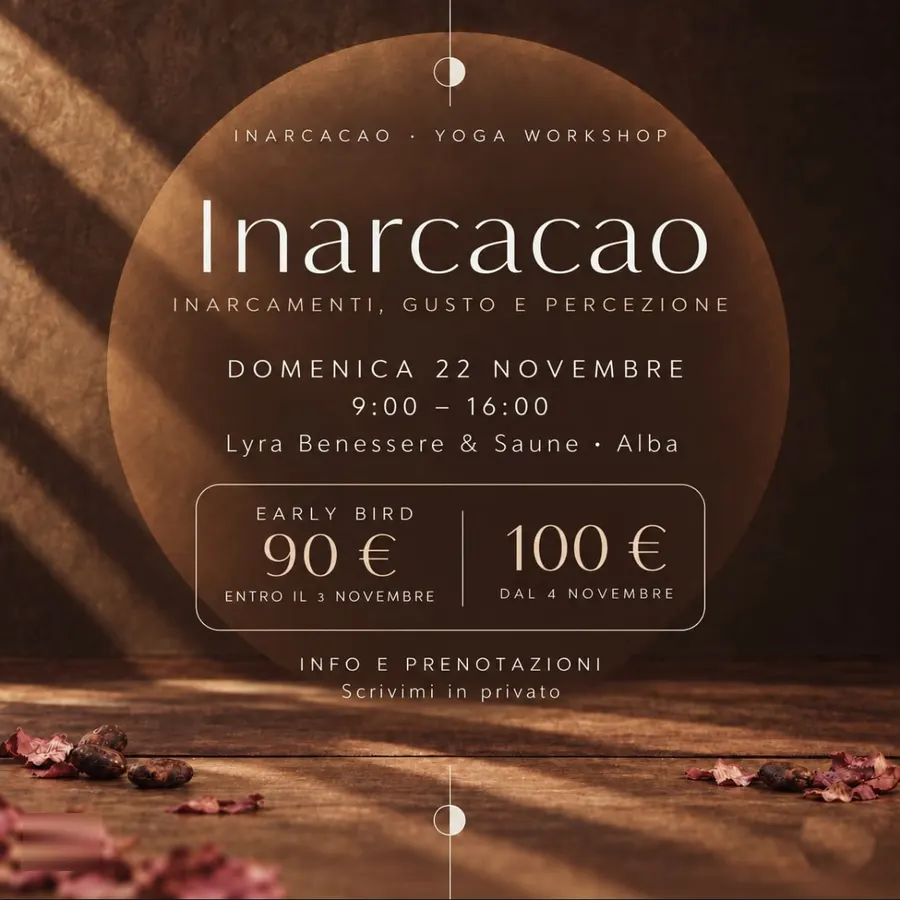 INARCACAO · YOGA WORKSHOP
Inarcacao
INARCAMENTI, GUSTO E PERCEZIONE
DOMENICA 22 NOVEMBRE
9:00 – 16:00
Lyra Benessere & Saune • Alba
EARLY BIRD
90 €
ENTRO IL 3 NOVEMBRE
100 €
DAL 4 NOVEMBRE
INFO E PRENOTAZIONI
Scrivimi in privato